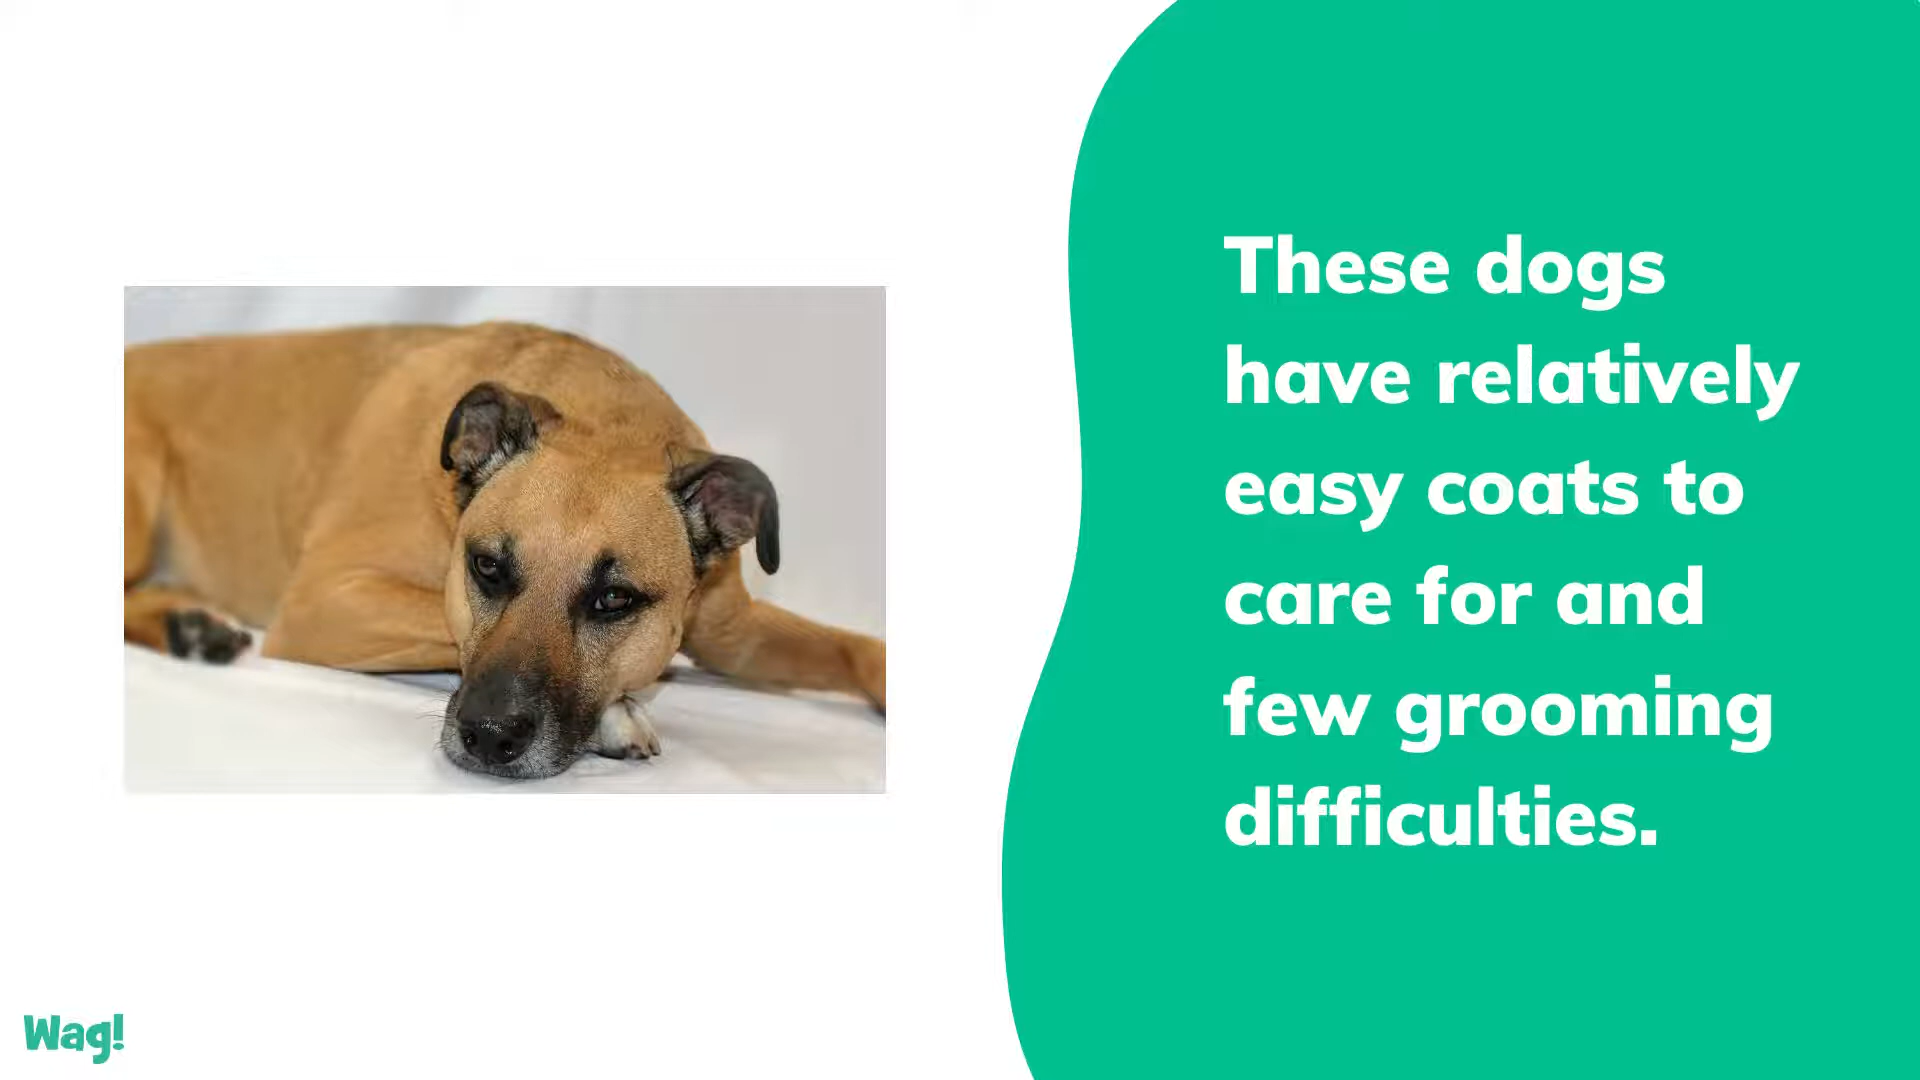 These dogs
have relatively
easy coats to
care for and
few grooming
difficulties.
Wag!